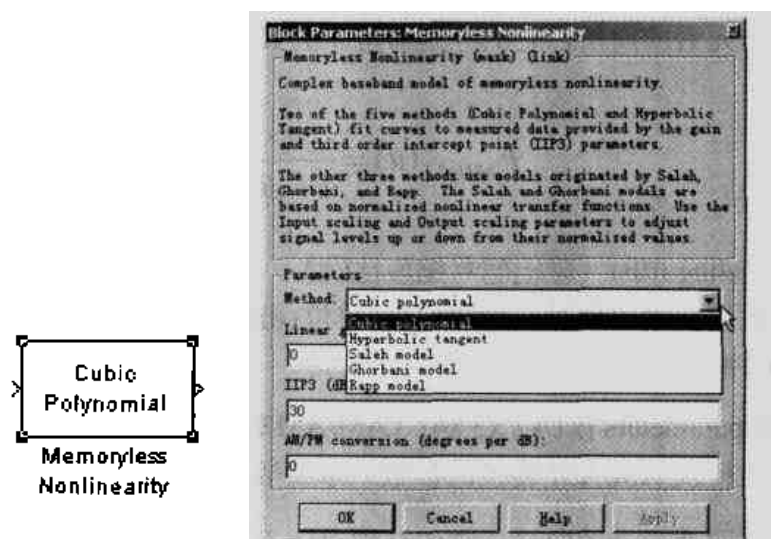 Cubic
Polynomial
Memoryless
Nonlinearity
Block Parameters: Memoryless Nonlinearity
Memoryless Nonlinearity (mask) (link)
Complex baseband model of memoryless nonlinearity.
Two of the five methods (Cubic Polynomial and Hyperbolic
Tangent) fit curves to measured data provided by the gain
and third order intercept point (IIP3) parameters.
The other three methods use models originated by Saleh,
Ghorbani, and Rapp. The Saleh and Ghorbani models are
based on normalized nonlinear transfer functions. Use the
Input scaling and Output scaling parameters to adjust
signal levels up or down from their normalized values.
Parameters
Method: Cubic polynomial
Cubic polynomial
Linear
Hyperbolic tangent
0
Saleh model
Ghorbani model
IIP3 (dB
Rapp model
30
AM/PM conversion (degrees per dB):
0
OK Cancel Help Apply